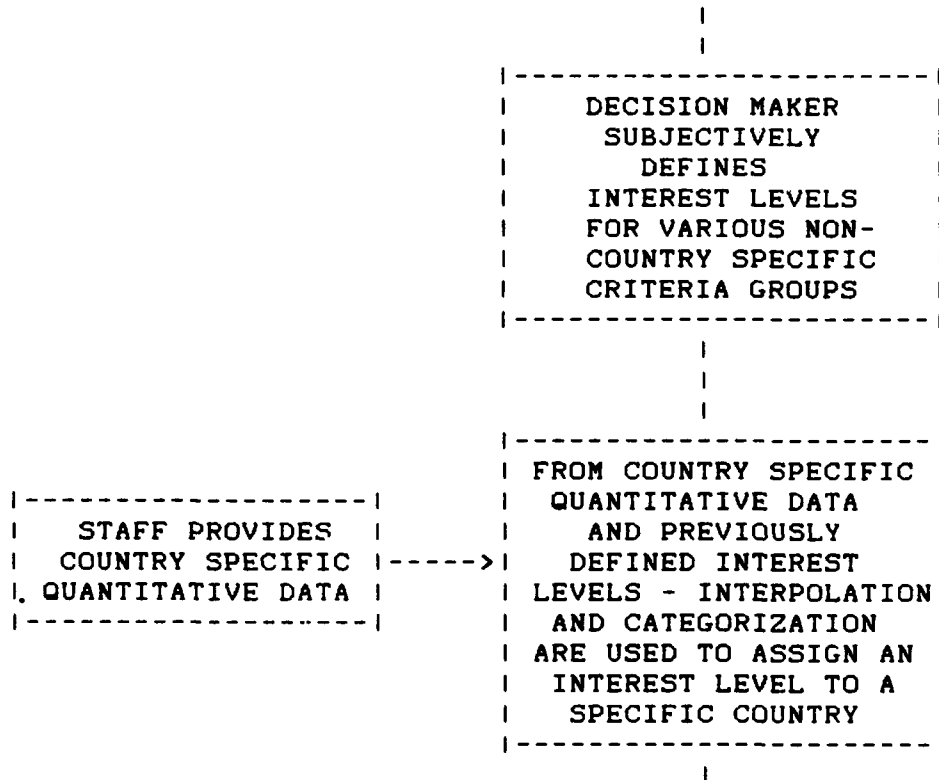 DECISION MAKER
SUBJECTIVELY
DEFINES
INTEREST LEVELS
FOR VARIOUS NON-
COUNTRY SPECIFIC
CRITERIA GROUPS
STAFF PROVIDES
COUNTRY SPECIFIC
QUANTITATIVE DATA
FROM COUNTRY SPECIFIC
QUANTITATIVE DATA
AND PREVIOUSLY
DEFINED INTEREST
LEVELS - INTERPOLATION
AND CATEGORIZATION
ARE USED TO ASSIGN AN
INTEREST LEVEL TO A
SPECIFIC COUNTRY